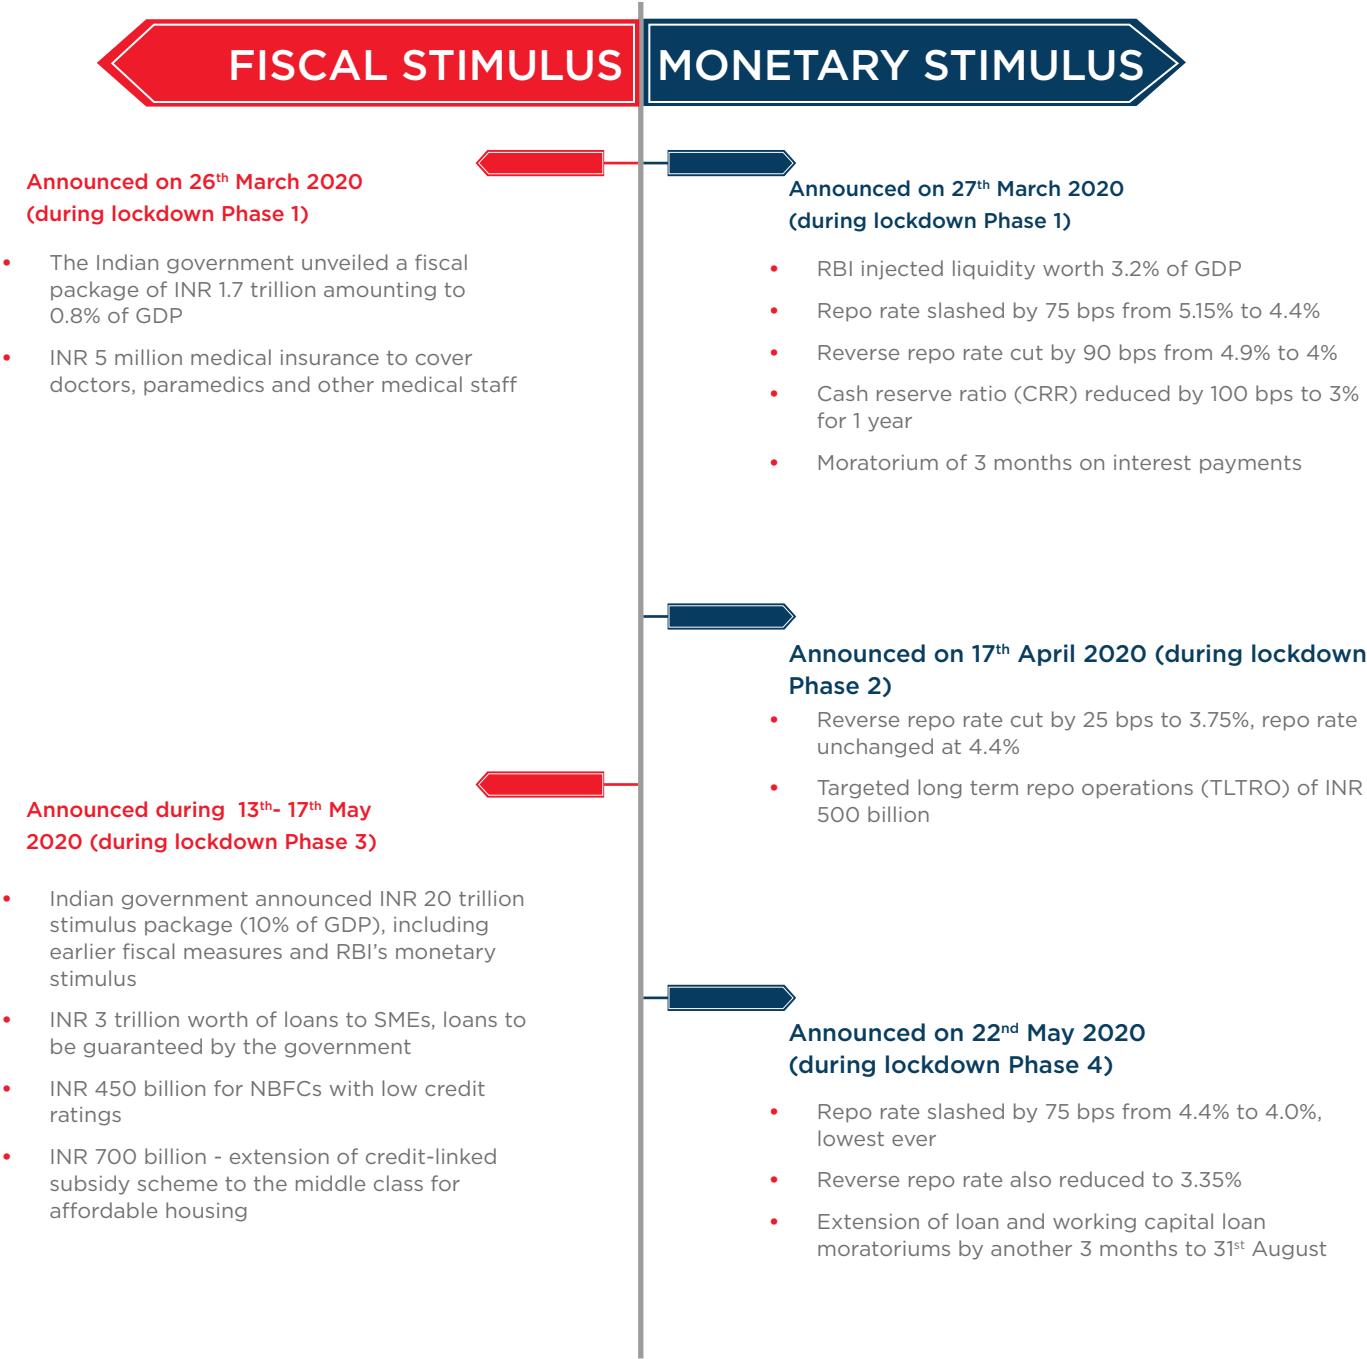 FISCAL STIMULUS
MONETARY STIMULUS
Announced on 26th March 2020
(during lockdown Phase 1)
• The Indian government unveiled a fiscal
package of INR 1.7 trillion amounting to
0.8% of GDP
• INR 5 million medical insurance to cover
doctors, paramedics and other medical staff
Announced on 27th March 2020
(during lockdown Phase 1)
• RBI injected liquidity worth 3.2% of GDP
• Repo rate slashed by 75 bps from 5.15% to 4.4%
• Reverse repo rate cut by 90 bps from 4.9% to 4%
• Cash reserve ratio (CRR) reduced by 100 bps to 3%
for 1 year
• Moratorium of 3 months on interest payments
Announced on 17th April 2020 (during lockdown
Phase 2)
• Reverse repo rate cut by 25 bps to 3.75%, repo rate
unchanged at 4.4%
• Targeted long term repo operations (TLTRO) of INR
500 billion
Announced during 13th- 17th May
2020 (during lockdown Phase 3)
• Indian government announced INR 20 trillion
stimulus package (10% of GDP), including
earlier fiscal measures and RBI’s monetary
stimulus
• INR 3 trillion worth of loans to SMEs, loans to
be guaranteed by the government
• INR 450 billion for NBFCs with low credit
ratings
• INR 700 billion - extension of credit-linked
subsidy scheme to the middle class for
affordable housing
Announced on 22nd May 2020
(during lockdown Phase 4)
• Repo rate slashed by 75 bps from 4.4% to 4.0%,
lowest ever
• Reverse repo rate also reduced to 3.35%
• Extension of loan and working capital loan
moratoriums by another 3 months to 31st August